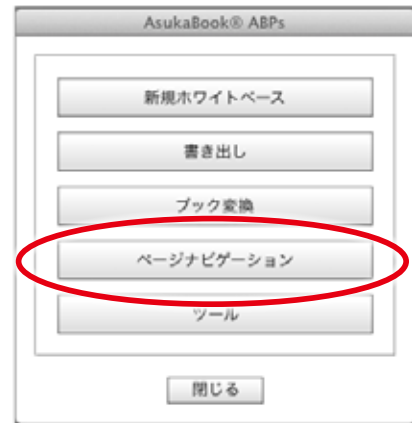 AsukaBook® ABPs
新規ホワイトベース
書き出し
ブック変換
ページナビゲーション
ツール
閉じる